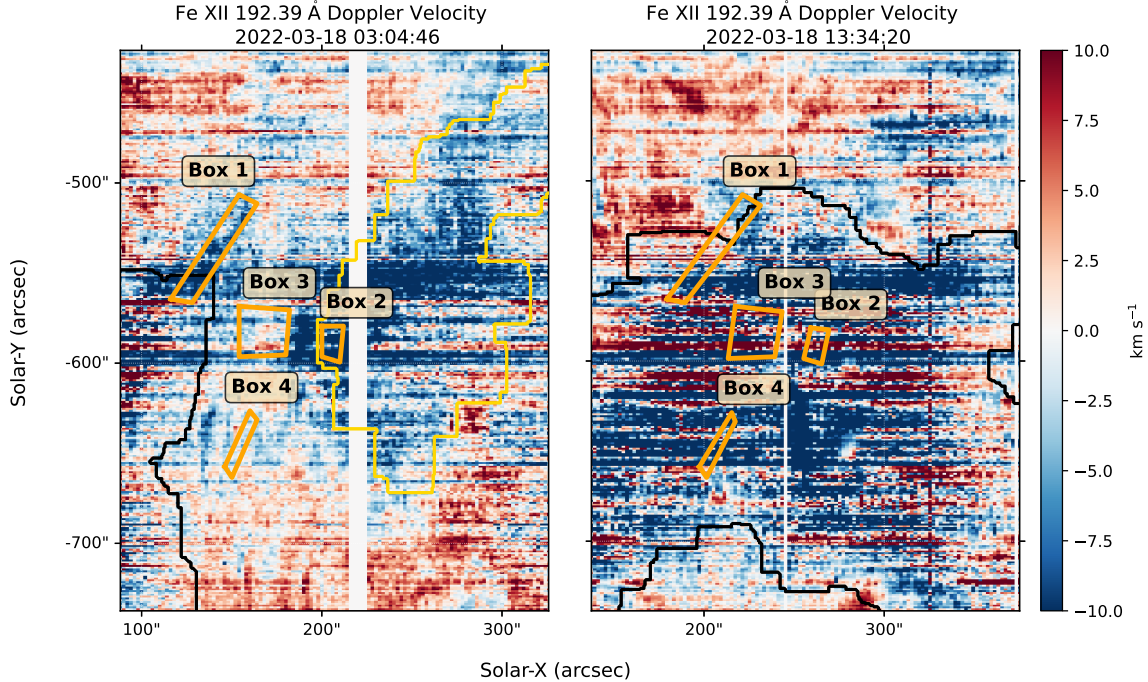 Fe XII 192.39 Å Doppler Velocity
2022-03-18 03:04:46
Fe XII 192.39 Å Doppler Velocity
2022-03-18 13:34:20
Solar-Y (arcsec)
-500"
-600"
-700"
Box 1
Box 3
Box 2
Box 4
100"
200"
300"
Box 1
Box 3
Box 2
Box 4
200"
300"
Solar-X (arcsec)
10.0
7.5
5.0
2.5
0.0
−2.5
−5.0
−7.5
−10.0
km s⁻¹